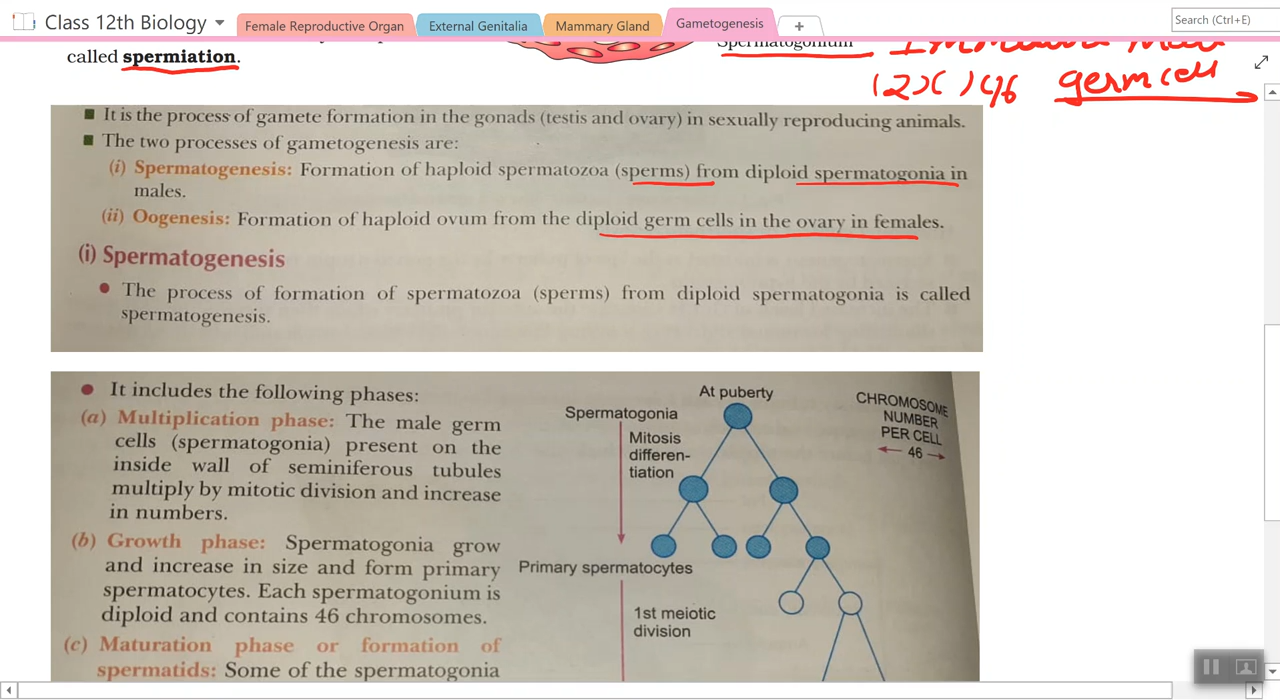 Class 12th Biology
Female Reproductive Organ
External Genitalia
Mammary Gland
Gametogenesis
+
Search (Ctrl+E)
called spermiation.
Spermatogonium
(2x) 46 germ cell
■ It is the process of gamete formation in the gonads (testis and ovary) in sexually reproducing animals.
■ The two processes of gametogenesis are:
(i) Spermatogenesis: Formation of haploid spermatozoa (sperms) from diploid spermatogonia in
males.
(ii) Oogenesis: Formation of haploid ovum from the diploid germ cells in the ovary in females.
(i) Spermatogenesis
● The process of formation of spermatozoa (sperms) from diploid spermatogonia is called
spermatogenesis.
● It includes the following phases:
(a) Multiplication phase: The male germ
cells (spermatogonia) present on the
inside wall of seminiferous tubules
multiply by mitotic division and increase
in numbers.
(b) Growth phase: Spermatogonia grow
and increase in size and form primary
spermatocytes. Each spermatogonium is
diploid and contains 46 chromosomes.
(c) Maturation phase or formation of
spermatids: Some of the spermatogonia
At puberty
Spermatogonia
Mitosis
differen-
tiation
Primary spermatocytes
1st meiotic
division
CHROMOSOME
NUMBER
PER CELL
46